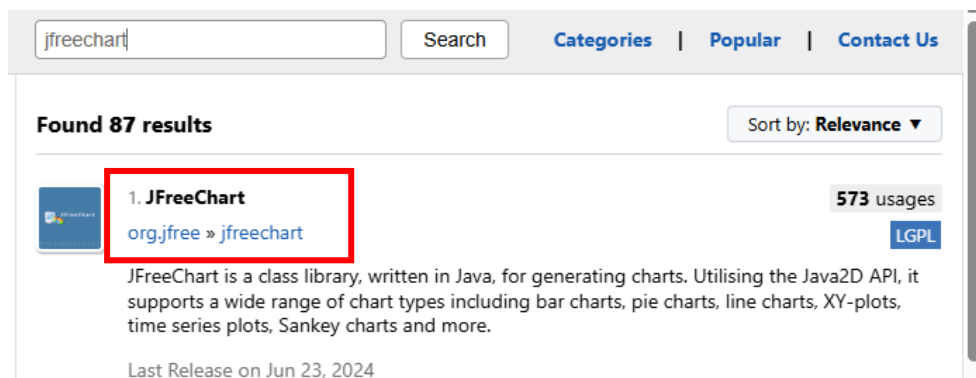 jfreechart Search Categories | Popular | Contact Us
Found 87 results Sort by: Relevance ▼
1. JFreeChart 573 usages
org.jfree » jfreechart LGPL
JFreeChart is a class library, written in Java, for generating charts. Utilising the Java2D API, it
supports a wide range of chart types including bar charts, pie charts, line charts, XY-plots,
time series plots, Sankey charts and more.
Last Release on Jun 23, 2024